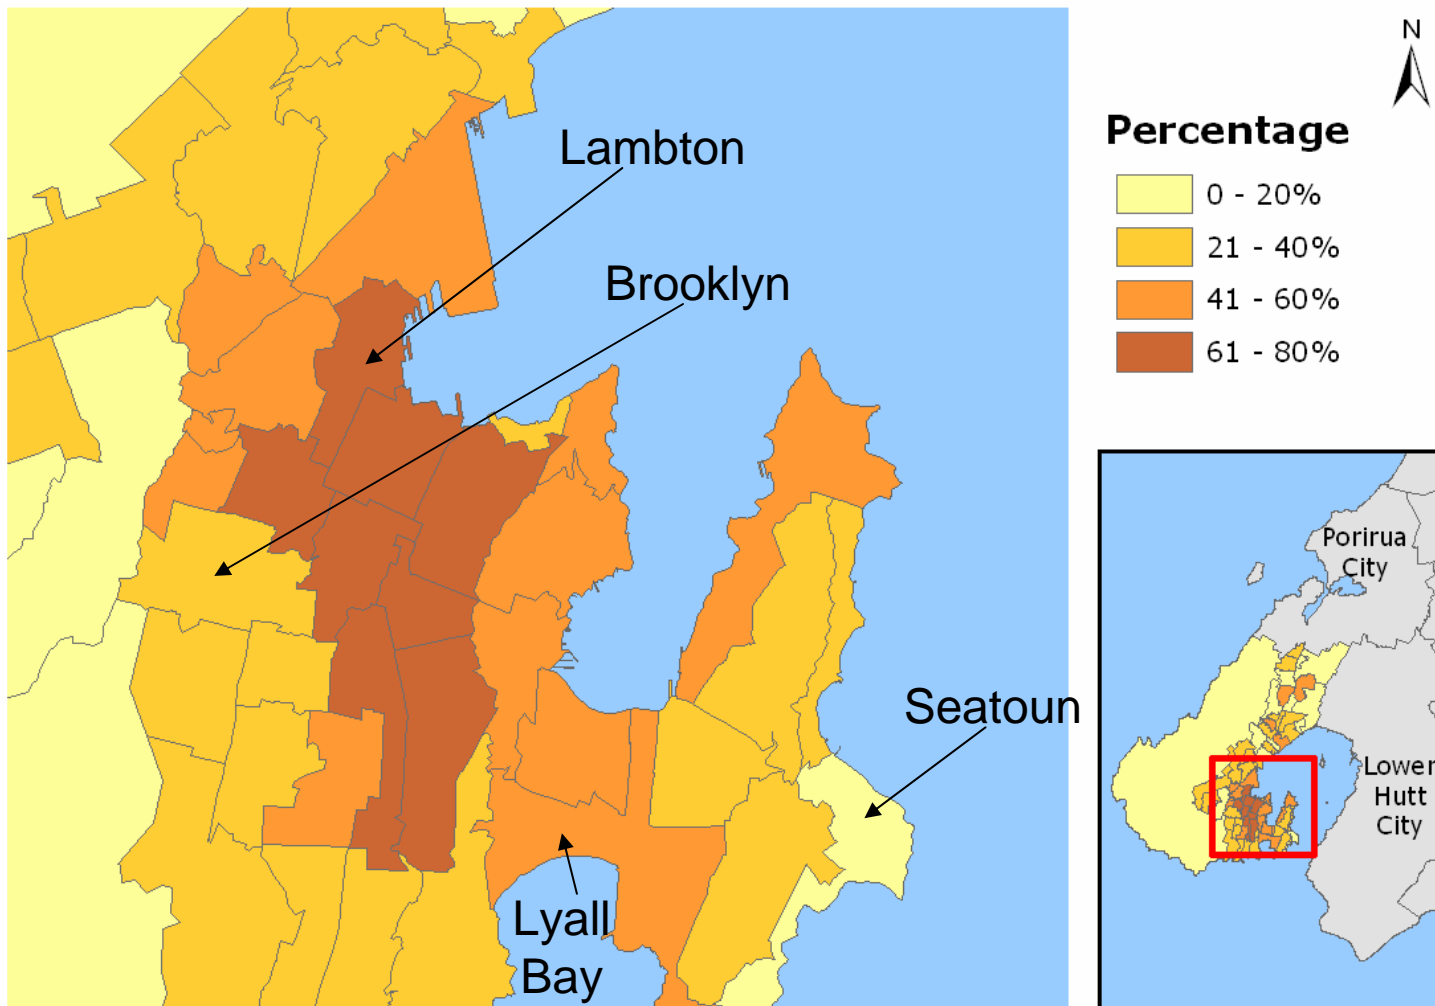 N
Lambton
Percentage
0 - 20%
Brooklyn
21 - 40%
41 - 60%
61 - 80%
Porirua
City
Seatoun
Lower
Hutt
City
Lyall
Bay